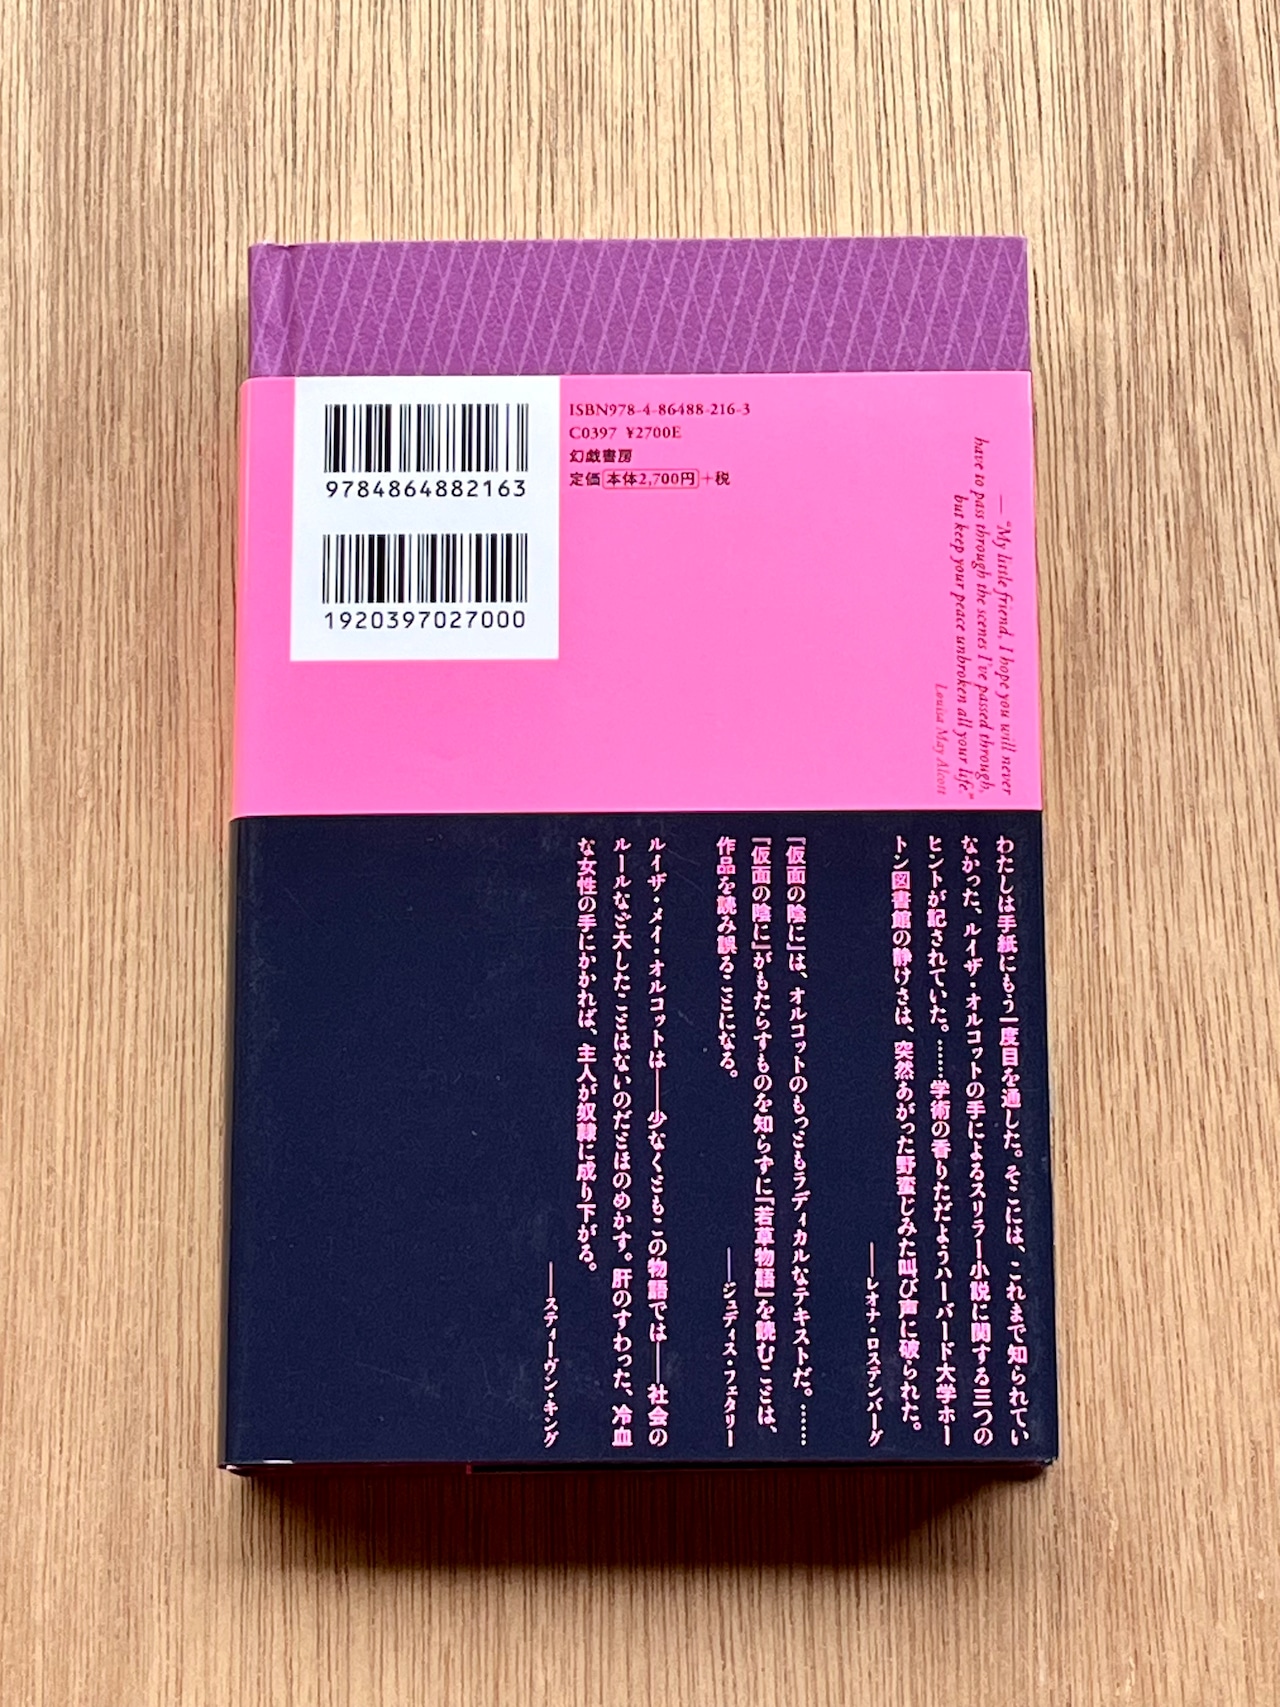 9784864882163
1920397027000
ISBN978-4-86488-216-3
C0397 ¥2700E
幻戯書房
定価 本体2,700円 +税
— “My little friend, I hope you will never
have to pass through the scenes I've passed through,
but keep your peace unbroken all your life.”
Louisa May Alcott
わたしは手紙にもう一度目を通した。そこには、これまで知られてい
なかった、ルイザ・オルコットの手によるスリラー小説に関する三つの
ヒントが記されていた。……学術の香りただようハーバード大学ホー
トン図書館の静けさは、突然あがった野蛮じみた叫び声に破られた。
――レオナ・ロステンバーグ
『仮面の陰に』は、オルコットのもっともラディカルなテキストだ。……
『仮面の陰に』がもたらすものを知らずに『若草物語』を読むことは、
作品を読み誤ることになる。
――ジュディス・フェタリー
ルイザ・メイ・オルコットは――少なくともこの物語では――社会の
ルールなど大したことはないのだとほのめかす。肝のすわった、冷血
な女性の手にかかれば、主人が奴隷に成り下がる。
――スティーヴン・キング